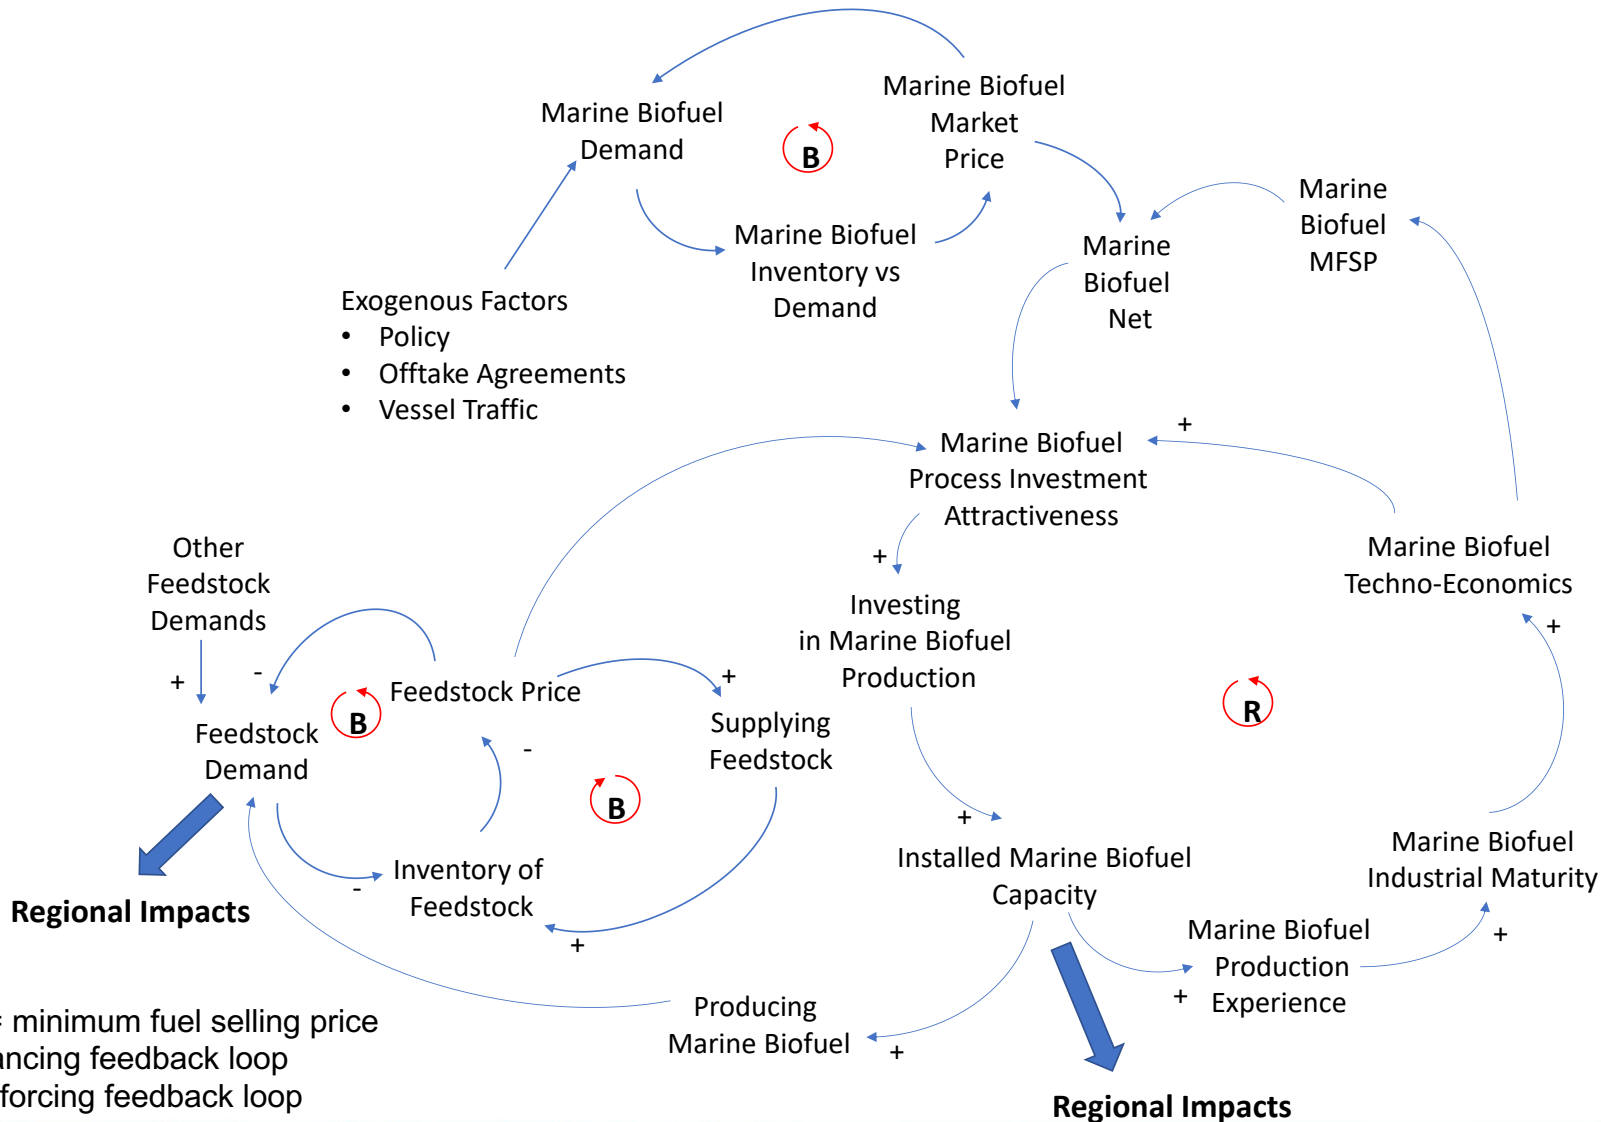 Marine Biofuel
Demand
B
Marine Biofuel
Market
Price
Marine Biofuel
Inventory vs
Demand
Marine
Biofuel
Net
Marine
Biofuel
MFSP
Exogenous Factors
• Policy
• Offtake Agreements
• Vessel Traffic
Marine Biofuel
Process Investment
Attractiveness
+
+
Marine Biofuel
Techno-Economics
+
Other
Feedstock
Demands
+
-
Investing
in Marine Biofuel
Production
Feedstock Price
+
B
R
Feedstock
Demand
Supplying
Feedstock
-
B
+
Installed Marine Biofuel
Capacity
Marine Biofuel
Industrial Maturity
Inventory of
Feedstock
-
+
Regional Impacts
Marine Biofuel
Production
Experience
+
+
Producing
Marine Biofuel
+
= minimum fuel selling price
ancing feedback loop
forcing feedback loop
Regional Impacts